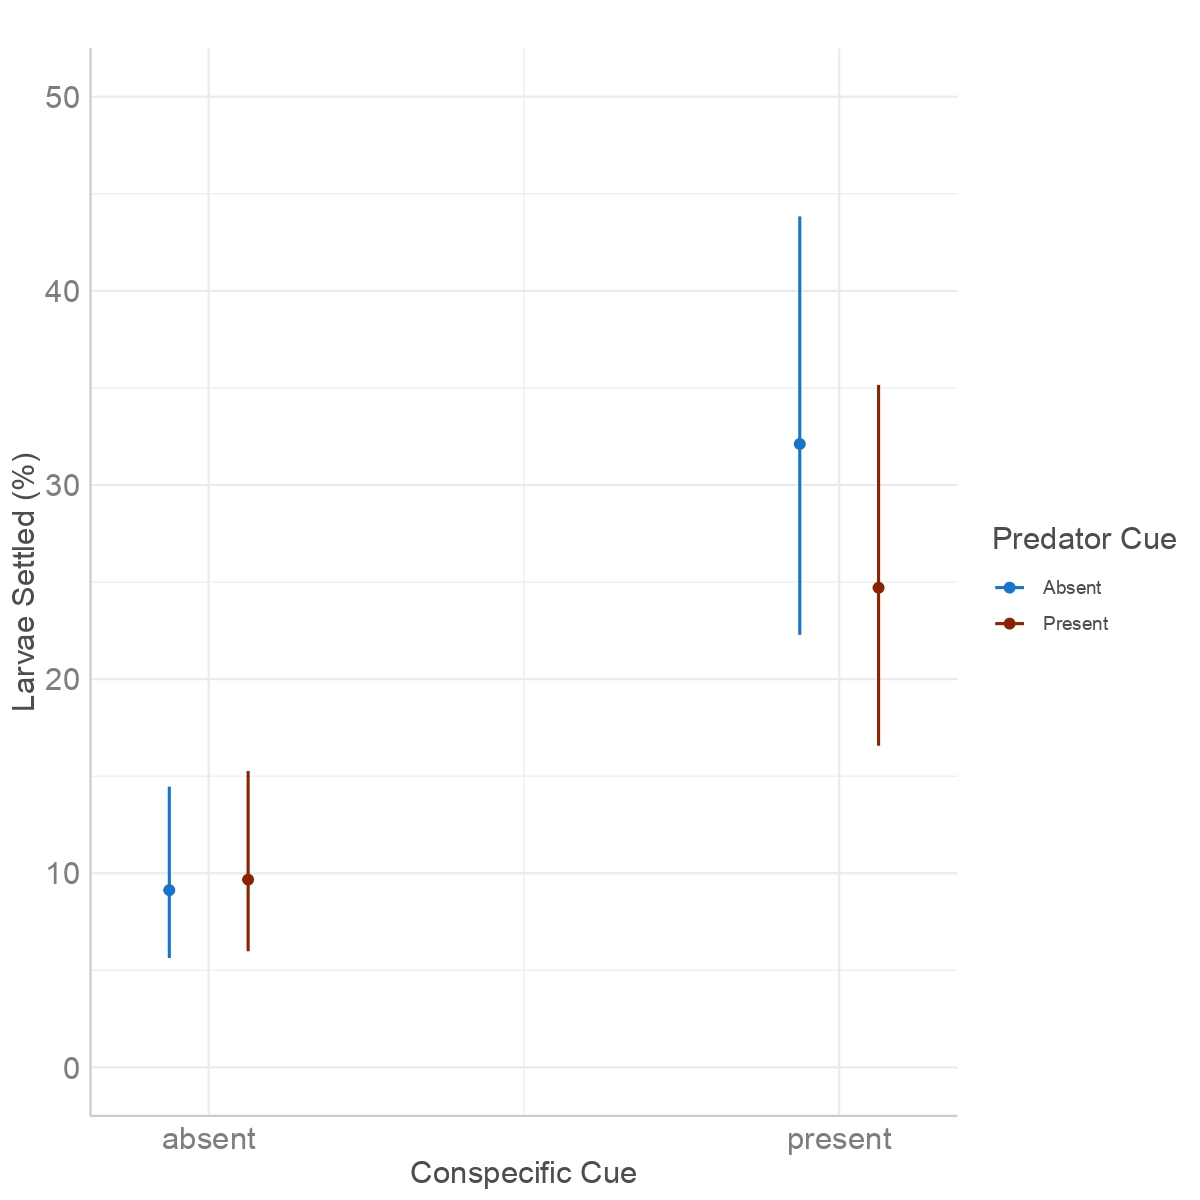 50
40
30
20
10
0
Larvae Settled (%)
absent
present
Conspecific Cue
Predator Cue
Absent
Present